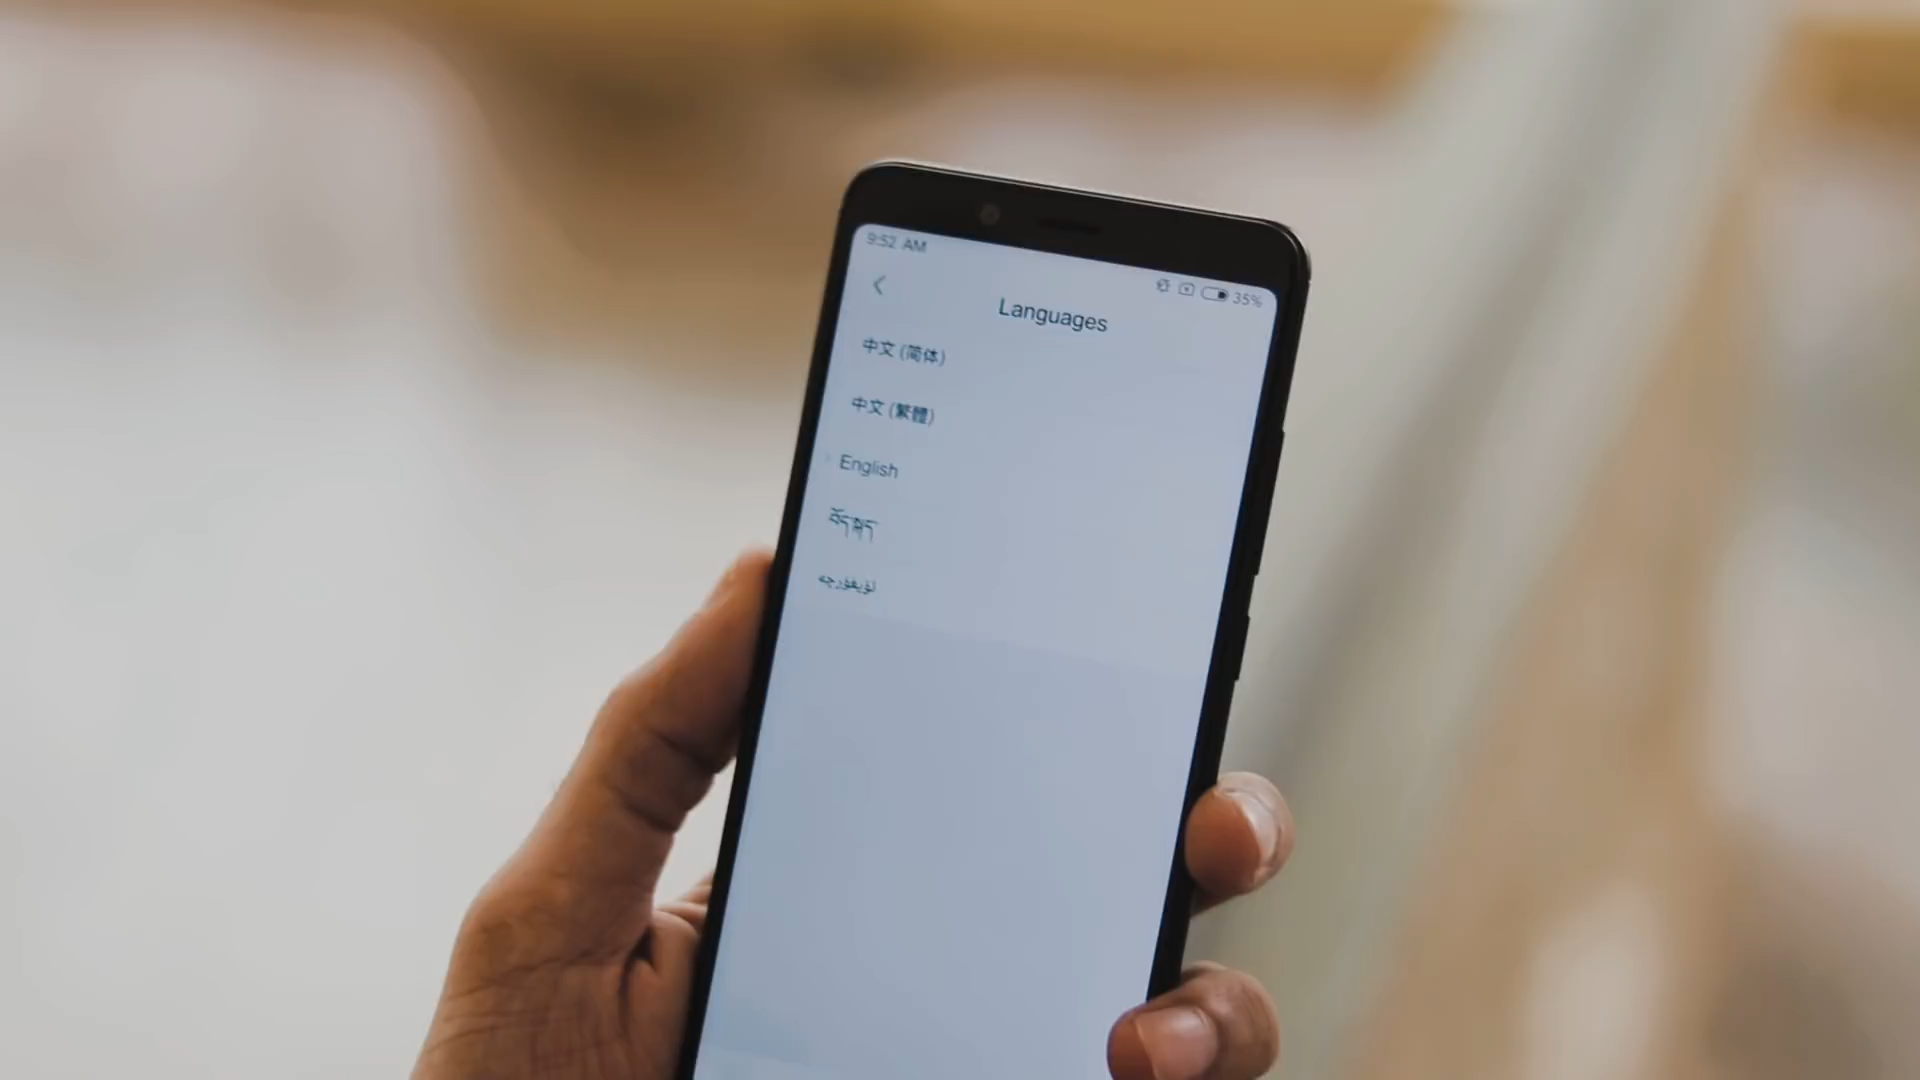 9:52 AM
35%
Languages
中文 (简体)
中文 (繁體)
English
བོད་སྐད
ئۇيغۇرچە